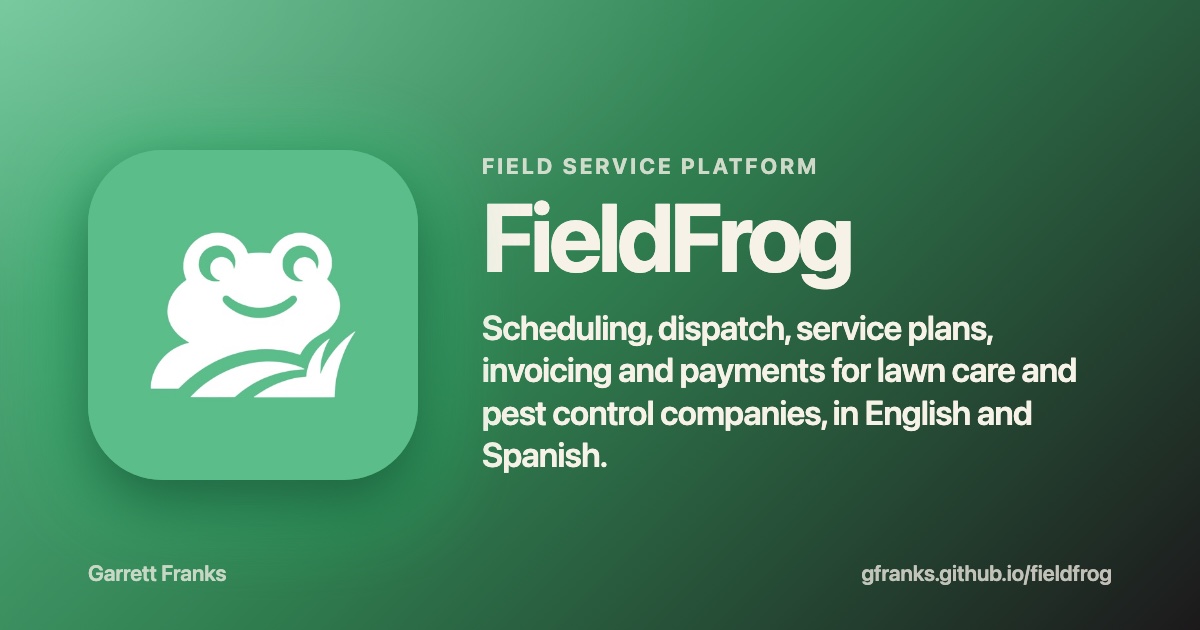 FIELD SERVICE PLATFORM
FieldFrog
Scheduling, dispatch, service plans,
invoicing and payments for lawn care and
pest control companies, in English and
Spanish.
Garrett Franks
gfranks.github.io/fieldfrog